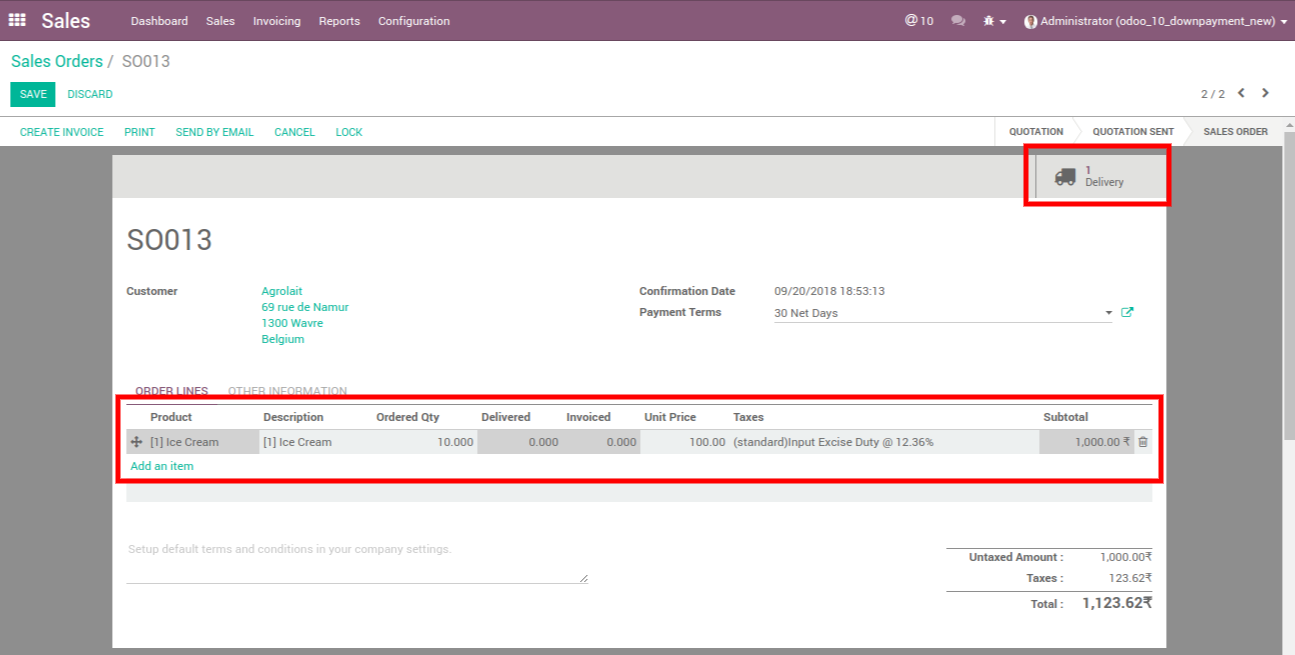 Sales Dashboard Sales Invoicing Reports Configuration @10 Administrator (odoo_10_downpayment_new)
Sales Orders / SO013
SAVE DISCARD 2 / 2
CREATE INVOICE PRINT SEND BY EMAIL CANCEL LOCK QUOTATION QUOTATION SENT SALES ORDER
1
Delivery
SO013
Customer Agrolait
69 rue de Namur
1300 Wavre
Belgium
Confirmation Date 09/20/2018 18:53:13
Payment Terms 30 Net Days
ORDER LINES OTHER INFORMATION
Product Description Ordered Qty Delivered Invoiced Unit Price Taxes Subtotal
[1] Ice Cream [1] Ice Cream 10.000 0.000 0.000 100.00 (standard)Input Excise Duty @ 12.36% 1,000.00 ₹
Add an item
Setup default terms and conditions in your company settings.
Untaxed Amount : 1,000.00₹
Taxes : 123.62₹
Total : 1,123.62₹